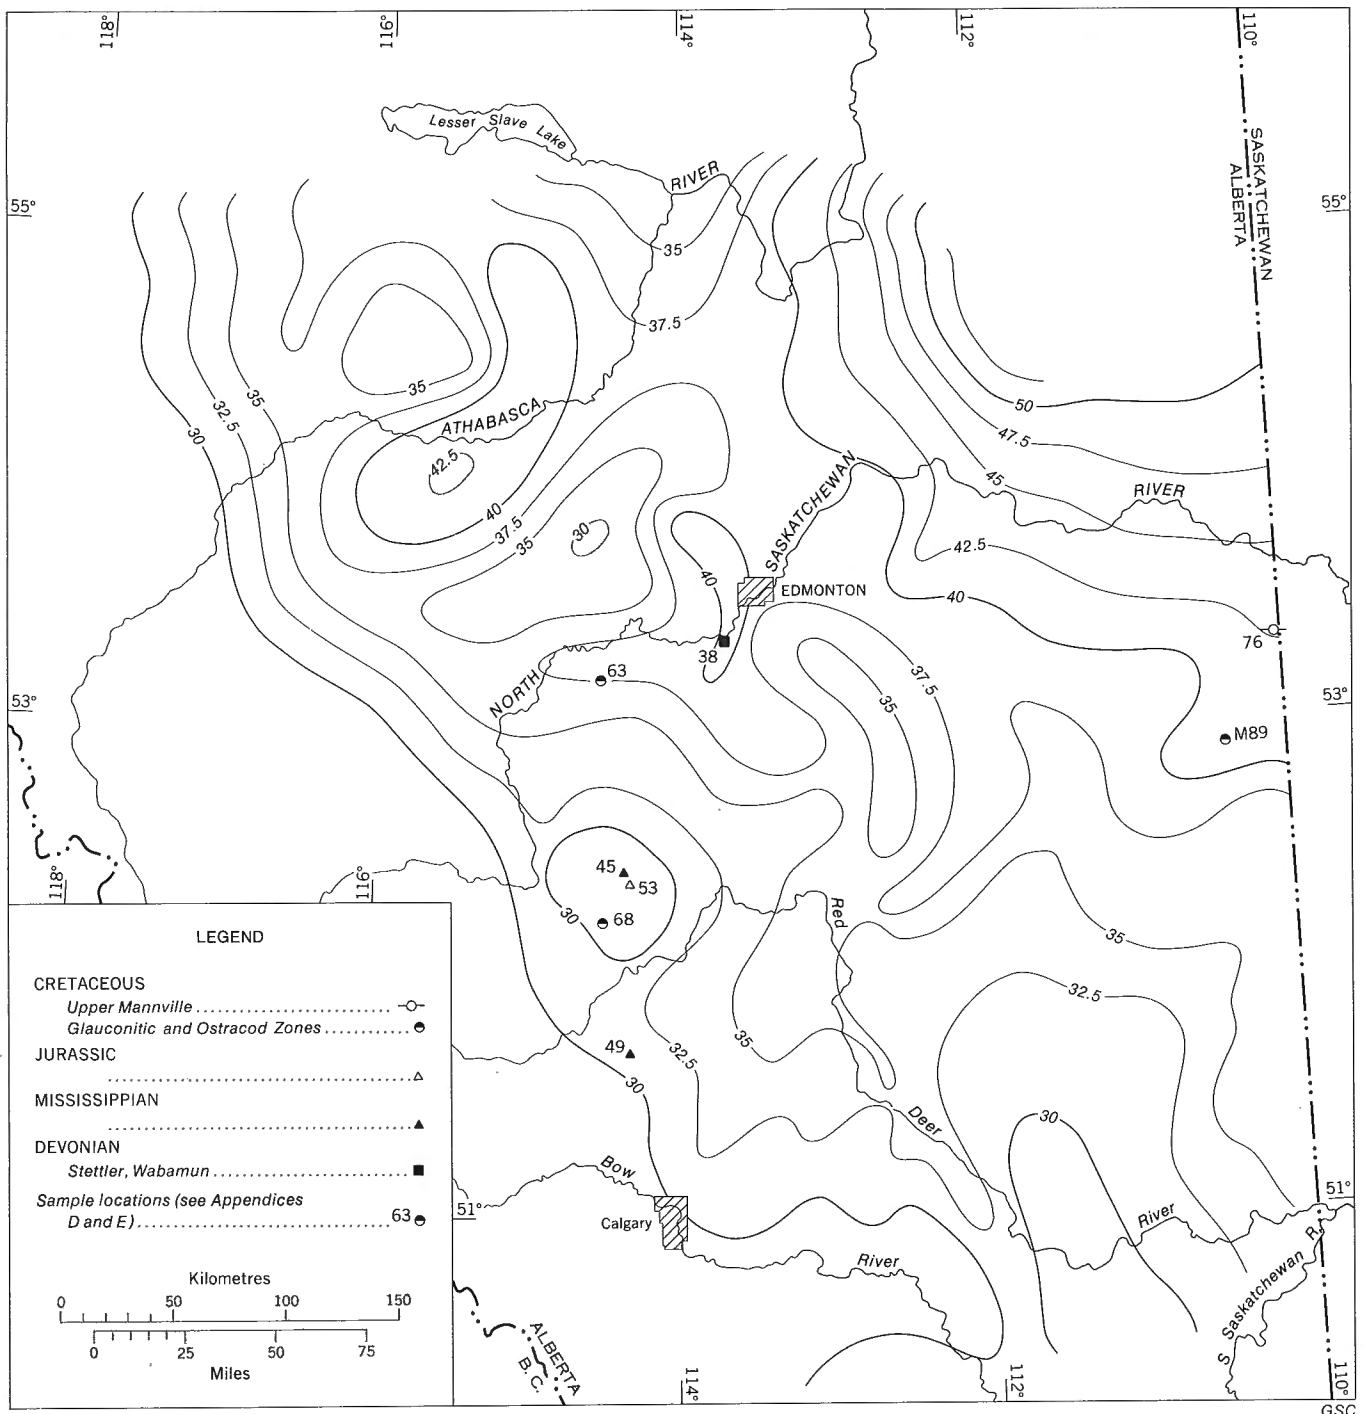 118°
116°
114°
112°
110°
Lesser Slave Lake
RIVER
SASKATCHEWAN
ALBERTA
55°
55°
35
37.5
35
35
32.5
30
ATHABASCA
42.5
40
37.5
35
30
50
47.5
45
RIVER
SASKATCHEWAN
42.5
40
40
EDMONTON
38
76
63
NORTH
37.5
35
53°
53°
M89
118°
116°
45
53
30
68
Red
35
32.5
49
32.5
35
30
Deer
30
Bow
51°
51°
Calgary
River
River
S Saskatchewan R.
ALBERTA
B.C.
114°
112°
110°
GSC
LEGEND
CRETACEOUS
Upper Mannville
Glauconitic and Ostracod Zones
JURASSIC
MISSISSIPPIAN
DEVONIAN
Stettler, Wabamun
Sample locations (see Appendices
D and E) 63
Kilometres
0 50 100 150
0 25 50 75
Miles